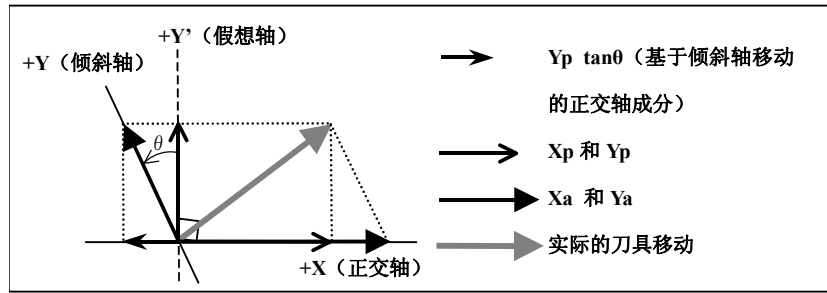 +Y’（假想轴）
+Y（倾斜轴）
θ
+X（正交轴）
Yp tanθ（基于倾斜轴移动
的正交轴成分）
Xp 和 Yp
Xa 和 Ya
实际的刀具移动